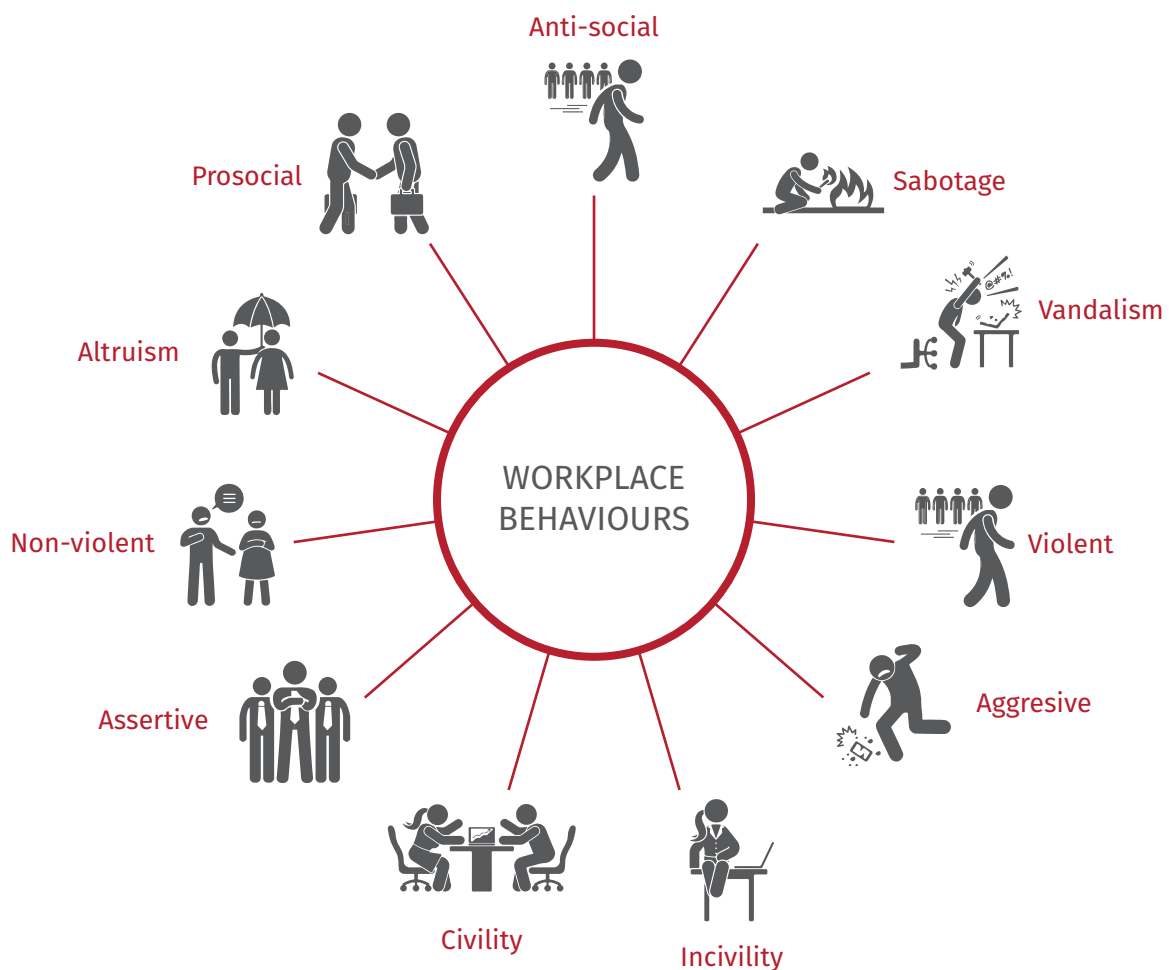 Anti-social
Prosocial
Sabotage
@#%!
Vandalism
Altruism
WORKPLACE
BEHAVIOURS
Non-violent
Violent
Assertive
Aggresive
Civility
Incivility